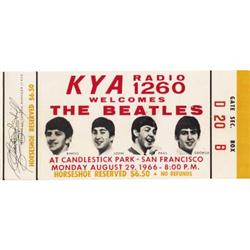 KYA RADIO 1260
WELCOMES
THE BEATLES
RINGO JOHN PAUL GEORGE
AT CANDLESTICK PARK - SAN FRANCISCO
MONDAY AUGUST 29, 1966 - 8:00 P.M.
HORSESHOE RESERVED $6.50 • NO REFUNDS
HORSESHOE RESERVED $6.50
GATE SEC. BOX
D 20 B